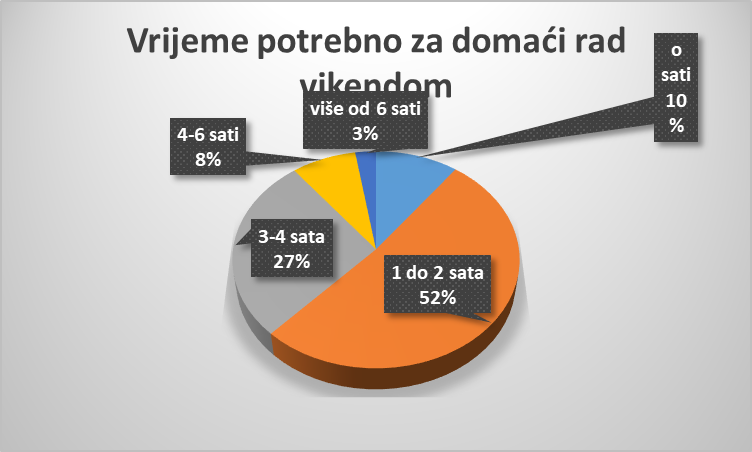 Vrijeme potrebno za domaći rad
vikendom
o
sati
10
%
više od 6 sati
3%
4-6 sati
8%
3-4 sata
27%
1 do 2 sata
52%